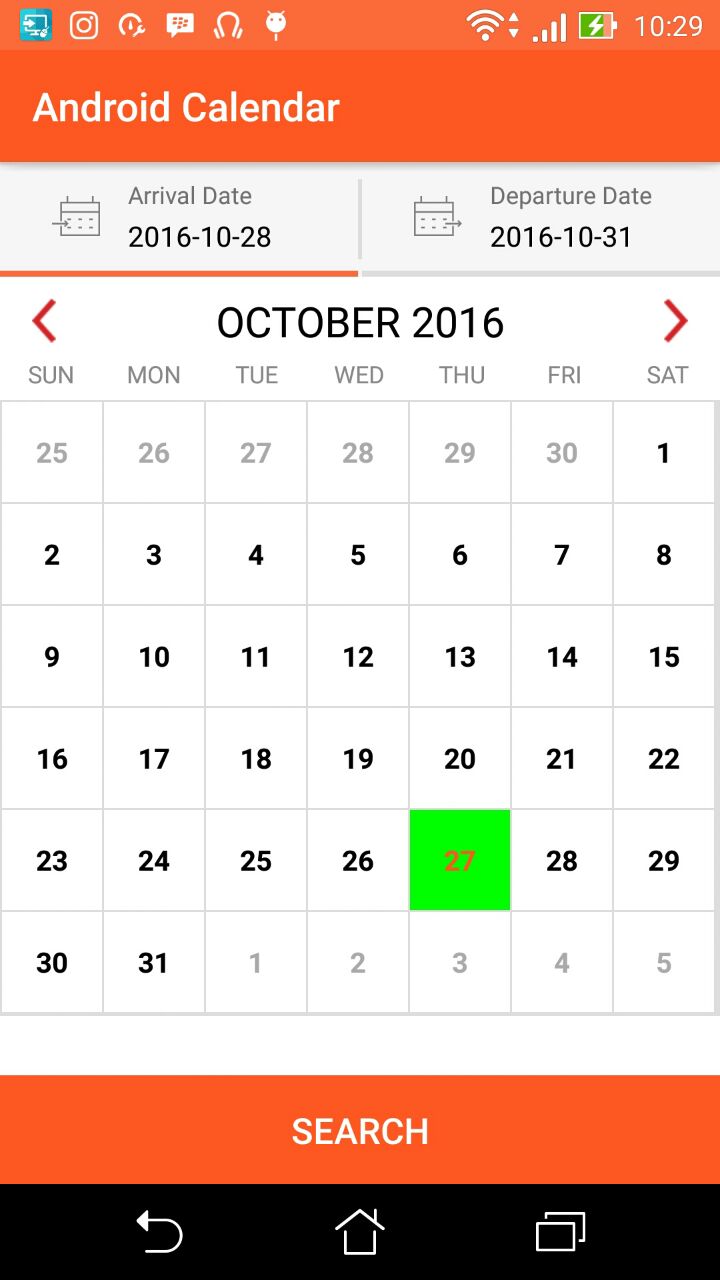 10:29
Android Calendar
Arrival Date Departure Date
2016-10-28 2016-10-31
OCTOBER 2016
SUN MON TUE WED THU FRI SAT
25 26 27 28 29 30 1
2 3 4 5 6 7 8
9 10 11 12 13 14 15
16 17 18 19 20 21 22
23 24 25 26 27 28 29
30 31 1 2 3 4 5
SEARCH